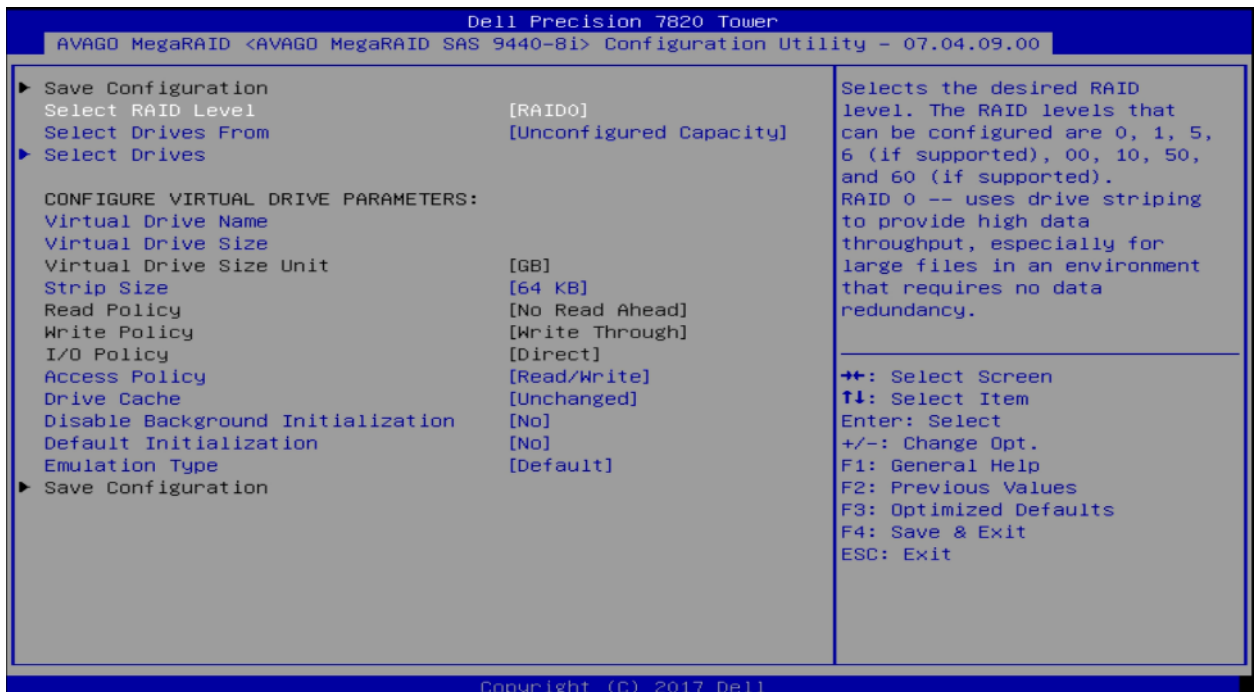 Dell Precision 7820 Tower
AVAGO MegaRAID <AVAGO MegaRAID SAS 9440-8i> Configuration Utility - 07.04.09.00
▶ Save Configuration
Select RAID Level [RAID0]
Select Drives From [Unconfigured Capacity]
▶ Select Drives
CONFIGURE VIRTUAL DRIVE PARAMETERS:
Virtual Drive Name
Virtual Drive Size
Virtual Drive Size Unit [GB]
Strip Size [64 KB]
Read Policy [No Read Ahead]
Write Policy [Write Through]
I/O Policy [Direct]
Access Policy [Read/Write]
Drive Cache [Unchanged]
Disable Background Initialization [No]
Default Initialization [No]
Emulation Type [Default]
▶ Save Configuration
Selects the desired RAID
level. The RAID levels that
can be configured are 0, 1, 5,
6 (if supported), 00, 10, 50,
and 60 (if supported).
RAID 0 -- uses drive striping
to provide high data
throughput, especially for
large files in an environment
that requires no data
redundancy.
→←: Select Screen
↑↓: Select Item
Enter: Select
+/-: Change Opt.
F1: General Help
F2: Previous Values
F3: Optimized Defaults
F4: Save & Exit
ESC: Exit
Copyright (C) 2017 Dell